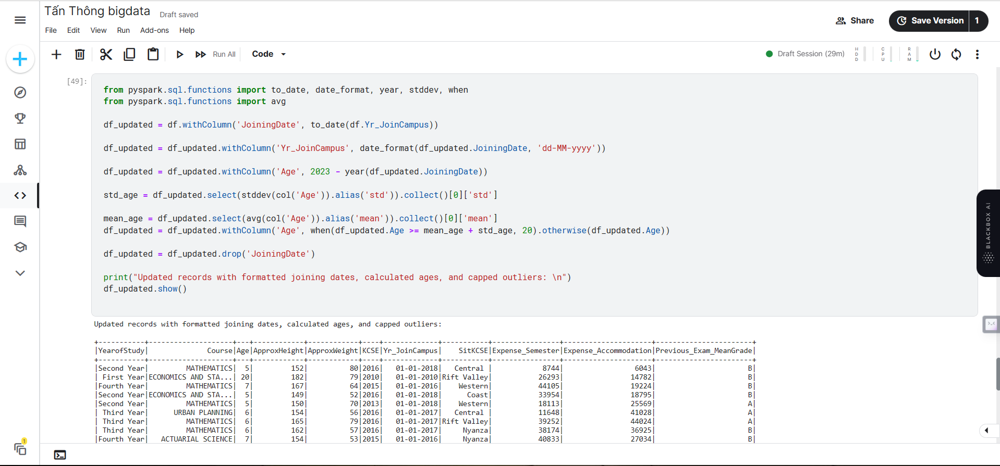 Tấn Thông bigdata Draft saved
File Edit View Run Add-ons Help
Share
Save Version 1
Run All Code
Draft Session (29m) HDD CPU RAM
[49]:
from pyspark.sql.functions import to_date, date_format, year, stddev, when
from pyspark.sql.functions import avg
df_updated = df.withColumn('JoiningDate', to_date(df.Yr_JoinCampus))
df_updated = df_updated.withColumn('Yr_JoinCampus', date_format(df_updated.JoiningDate, 'dd-MM-yyyy'))
df_updated = df_updated.withColumn('Age', 2023 - year(df_updated.JoiningDate))
std_age = df_updated.select(stddev(col('Age')).alias('std')).collect()[0]['std']
mean_age = df_updated.select(avg(col('Age')).alias('mean')).collect()[0]['mean']
df_updated = df_updated.withColumn('Age', when(df_updated.Age >= mean_age + std_age, 20).otherwise(df_updated.Age))
df_updated = df_updated.drop('JoiningDate')
print("Updated records with formatted joining dates, calculated ages, and capped outliers: \n")
df_updated.show()
Updated records with formatted joining dates, calculated ages, and capped outliers:
+-----------+--------------------+---+------------+------------+----+-------------+-----------+----------------+---------------------+-----------------------+
|YearofStudy|              Course|Age|ApproxHeight|ApproxWeight|KCSE|Yr_JoinCampus|    SitKCSE|Expense_Semester|Expense_Accommodation|Previous_Exam_MeanGrade|
+-----------+--------------------+---+------------+------------+----+-------------+-----------+----------------+---------------------+-----------------------+
|Second Year|         MATHEMATICS|  5|         152|          80|2016|   01-01-2018|   Central |            8744|                 6043|                      B|
| First Year|ECONOMICS AND STA...| 20|         182|          79|2010|   01-01-2010|Rift Valley|           26293|                14782|                      B|
|Fourth Year|         MATHEMATICS|  7|         167|          64|2015|   01-01-2016|    Western|           44105|                19224|                      B|
|Second Year|ECONOMICS AND STA...|  5|         149|          52|2016|   01-01-2018|      Coast|           33954|                18795|                      B|
|Second Year|         MATHEMATICS|  5|         150|          70|2013|   01-01-2018|    Western|           18113|                25569|                      A|
| Third Year|      URBAN PLANNING|  6|         154|          56|2016|   01-01-2017|   Central |           11648|                41028|                      A|
| Third Year|         MATHEMATICS|  6|         165|          79|2016|   01-01-2017|Rift Valley|           39252|                44024|                      A|
| Third Year|         MATHEMATICS|  6|         162|          57|2016|   01-01-2017|     Nyanza|           38174|                36925|                      B|
|Fourth Year|   ACTUARIAL SCIENCE|  7|         154|          53|2015|   01-01-2016|     Nyanza|           40833|                27034|                      B|
BLACKBOX AI
1